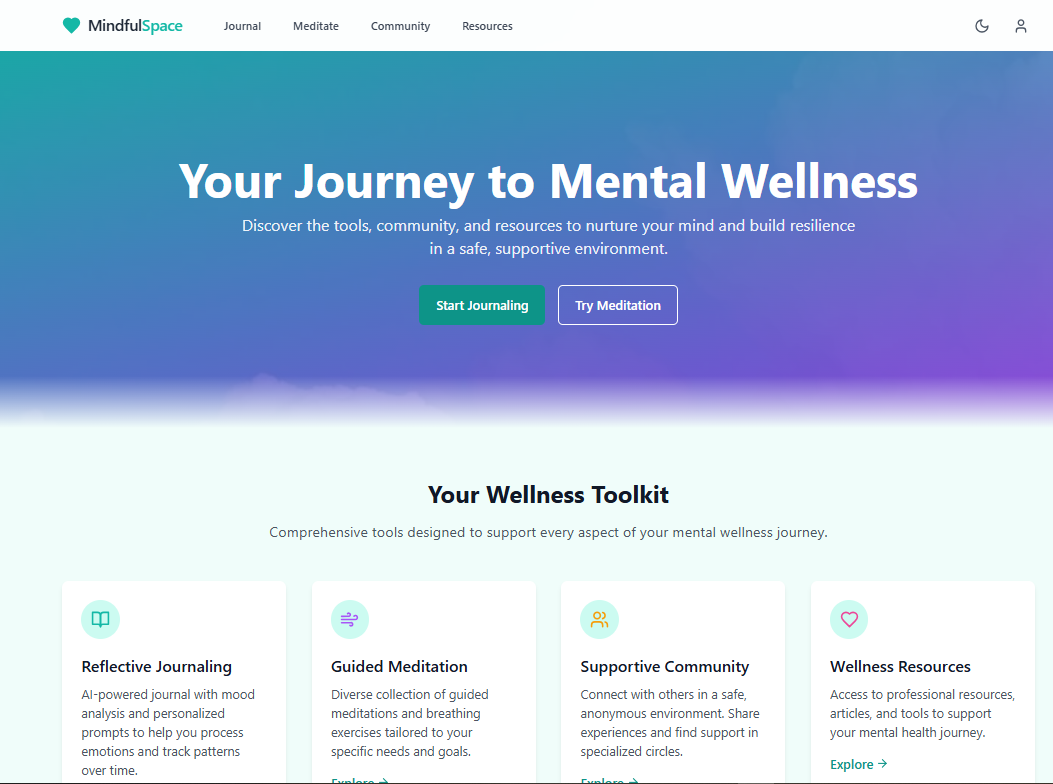 MindfulSpace Journal Meditate Community Resources
Your Journey to Mental Wellness
Discover the tools, community, and resources to nurture your mind and build resilience
in a safe, supportive environment.
Start Journaling Try Meditation
Your Wellness Toolkit
Comprehensive tools designed to support every aspect of your mental wellness journey.
Reflective Journaling
AI-powered journal with mood
analysis and personalized
prompts to help you process
emotions and track patterns
over time.
Guided Meditation
Diverse collection of guided
meditations and breathing
exercises tailored to your
specific needs and goals.
Explore →
Supportive Community
Connect with others in a safe,
anonymous environment. Share
experiences and find support in
specialized circles.
Explore →
Wellness Resources
Access to professional resources,
articles, and tools to support
your mental health journey.
Explore →